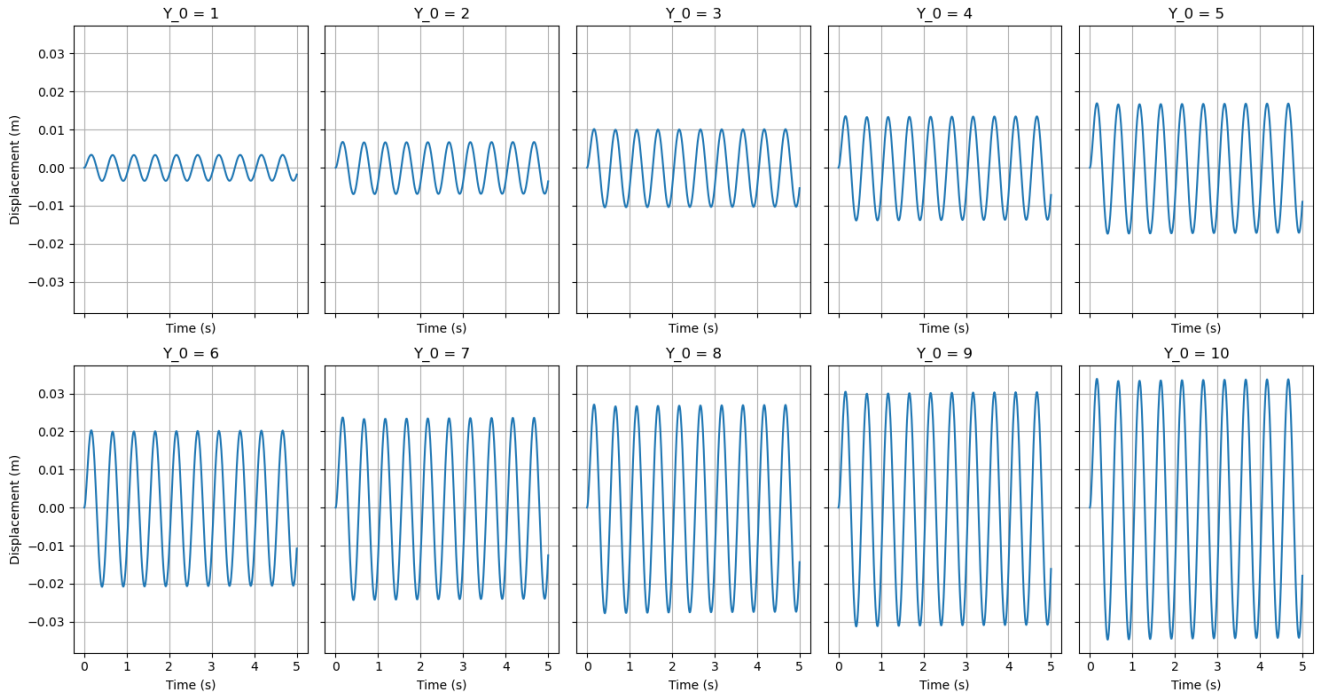 Y_0 = 1
Y_0 = 2
Y_0 = 3
Y_0 = 4
Y_0 = 5
Displacement (m)
0.03
0.02
0.01
0.00
−0.01
−0.02
−0.03
Time (s)
Time (s)
Time (s)
Time (s)
Time (s)
Y_0 = 6
Y_0 = 7
Y_0 = 8
Y_0 = 9
Y_0 = 10
Displacement (m)
0.03
0.02
0.01
0.00
−0.01
−0.02
−0.03
0 1 2 3 4 5
0 1 2 3 4 5
0 1 2 3 4 5
0 1 2 3 4 5
0 1 2 3 4 5
Time (s)
Time (s)
Time (s)
Time (s)
Time (s)